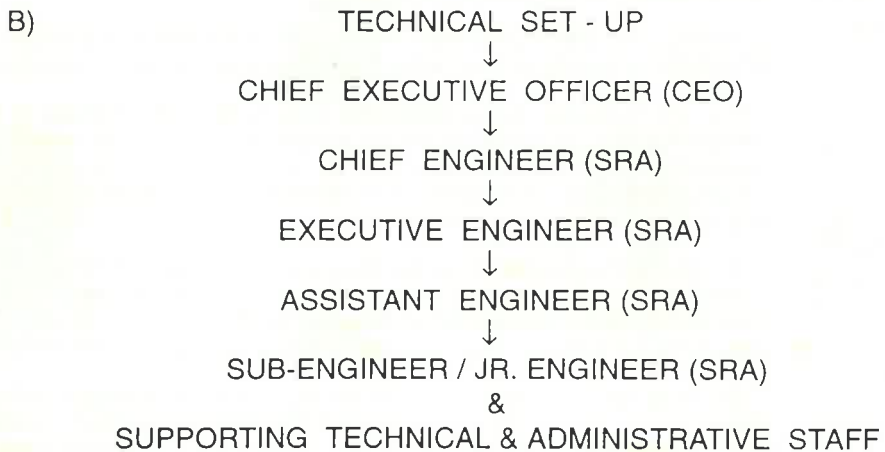 B) TECHNICAL SET - UP
↓
CHIEF EXECUTIVE OFFICER (CEO)
↓
CHIEF ENGINEER (SRA)
↓
EXECUTIVE ENGINEER (SRA)
↓
ASSISTANT ENGINEER (SRA)
↓
SUB-ENGINEER / JR. ENGINEER (SRA)
&
SUPPORTING TECHNICAL & ADMINISTRATIVE STAFF